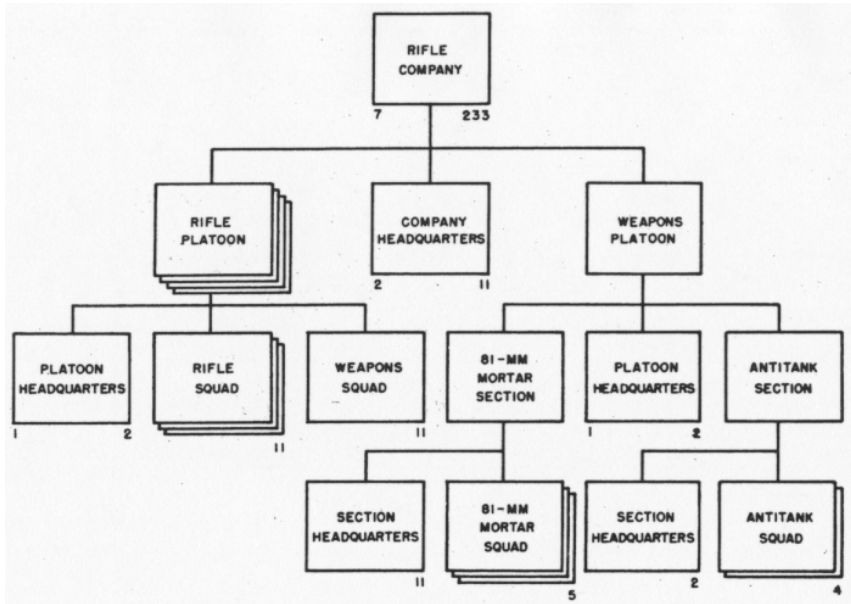 RIFLE
COMPANY
7 233
RIFLE
PLATOON
COMPANY
HEADQUARTERS
2 11
WEAPONS
PLATOON
PLATOON
HEADQUARTERS
1 2
RIFLE
SQUAD
11
WEAPONS
SQUAD
11
81-MM
MORTAR
SECTION
PLATOON
HEADQUARTERS
1 2
ANTITANK
SECTION
SECTION
HEADQUARTERS
11
81-MM
MORTAR
SQUAD
5
SECTION
HEADQUARTERS
2
ANTITANK
SQUAD
4